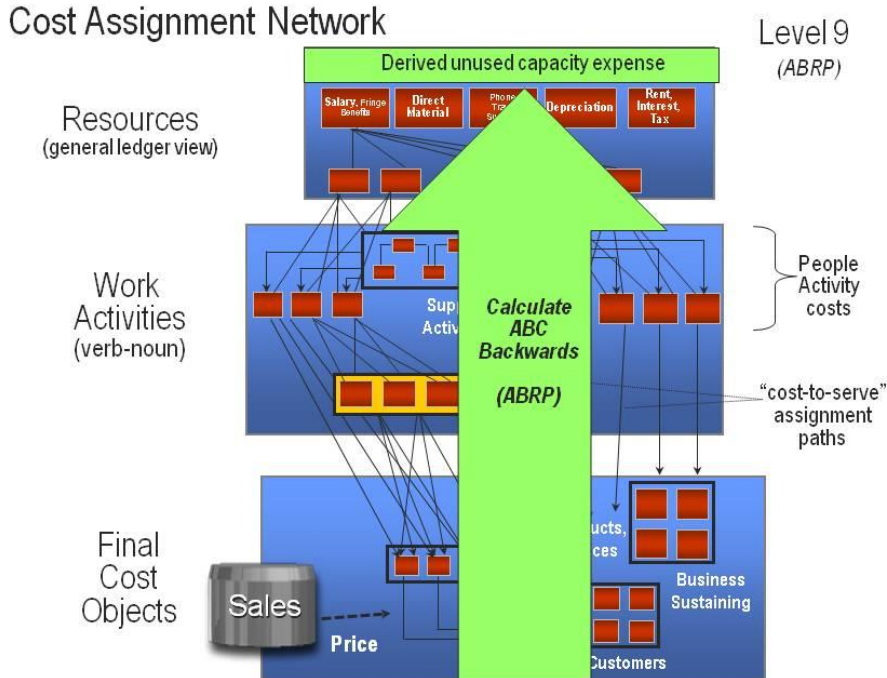 Cost Assignment Network
Level 9
(ABRP)
Derived unused capacity expense
Resources
(general ledger view)
Salary, Fringe
Benefits
Direct
Material
Phone
Depreciation
Rent,
Interest,
Tax
Work
Activities
(verb-noun)
People
Activity
costs
Calculate
ABC
Backwards
(ABRP)
"cost-to-serve"
assignment
paths
Final
Cost
Objects
Sales
Price
Business
Sustaining
Customers